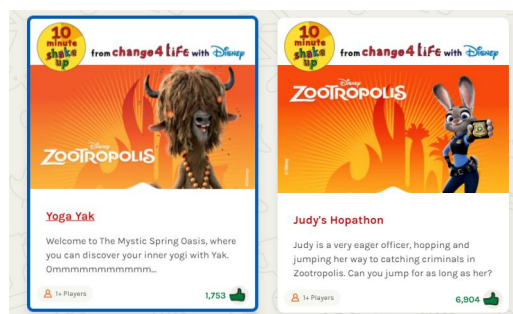 10
minute
shake
up
from change4LiFE with Disney
Disney
ZOOTROPOLIS
Yoga Yak
Welcome to The Mystic Spring Oasis, where
you can discover your inner yogi with Yak.
Ommmmmmmmmmm...
1+ Players
1,753
10
minute
shake
up
from change4LiFE with Disney
Disney
ZOOTROPOLIS
Judy's Hopathon
Judy is a very eager officer, hopping and
jumping her way to catching criminals in
Zootropolis. Can you jump for as long as her?
1+ Players
6,904